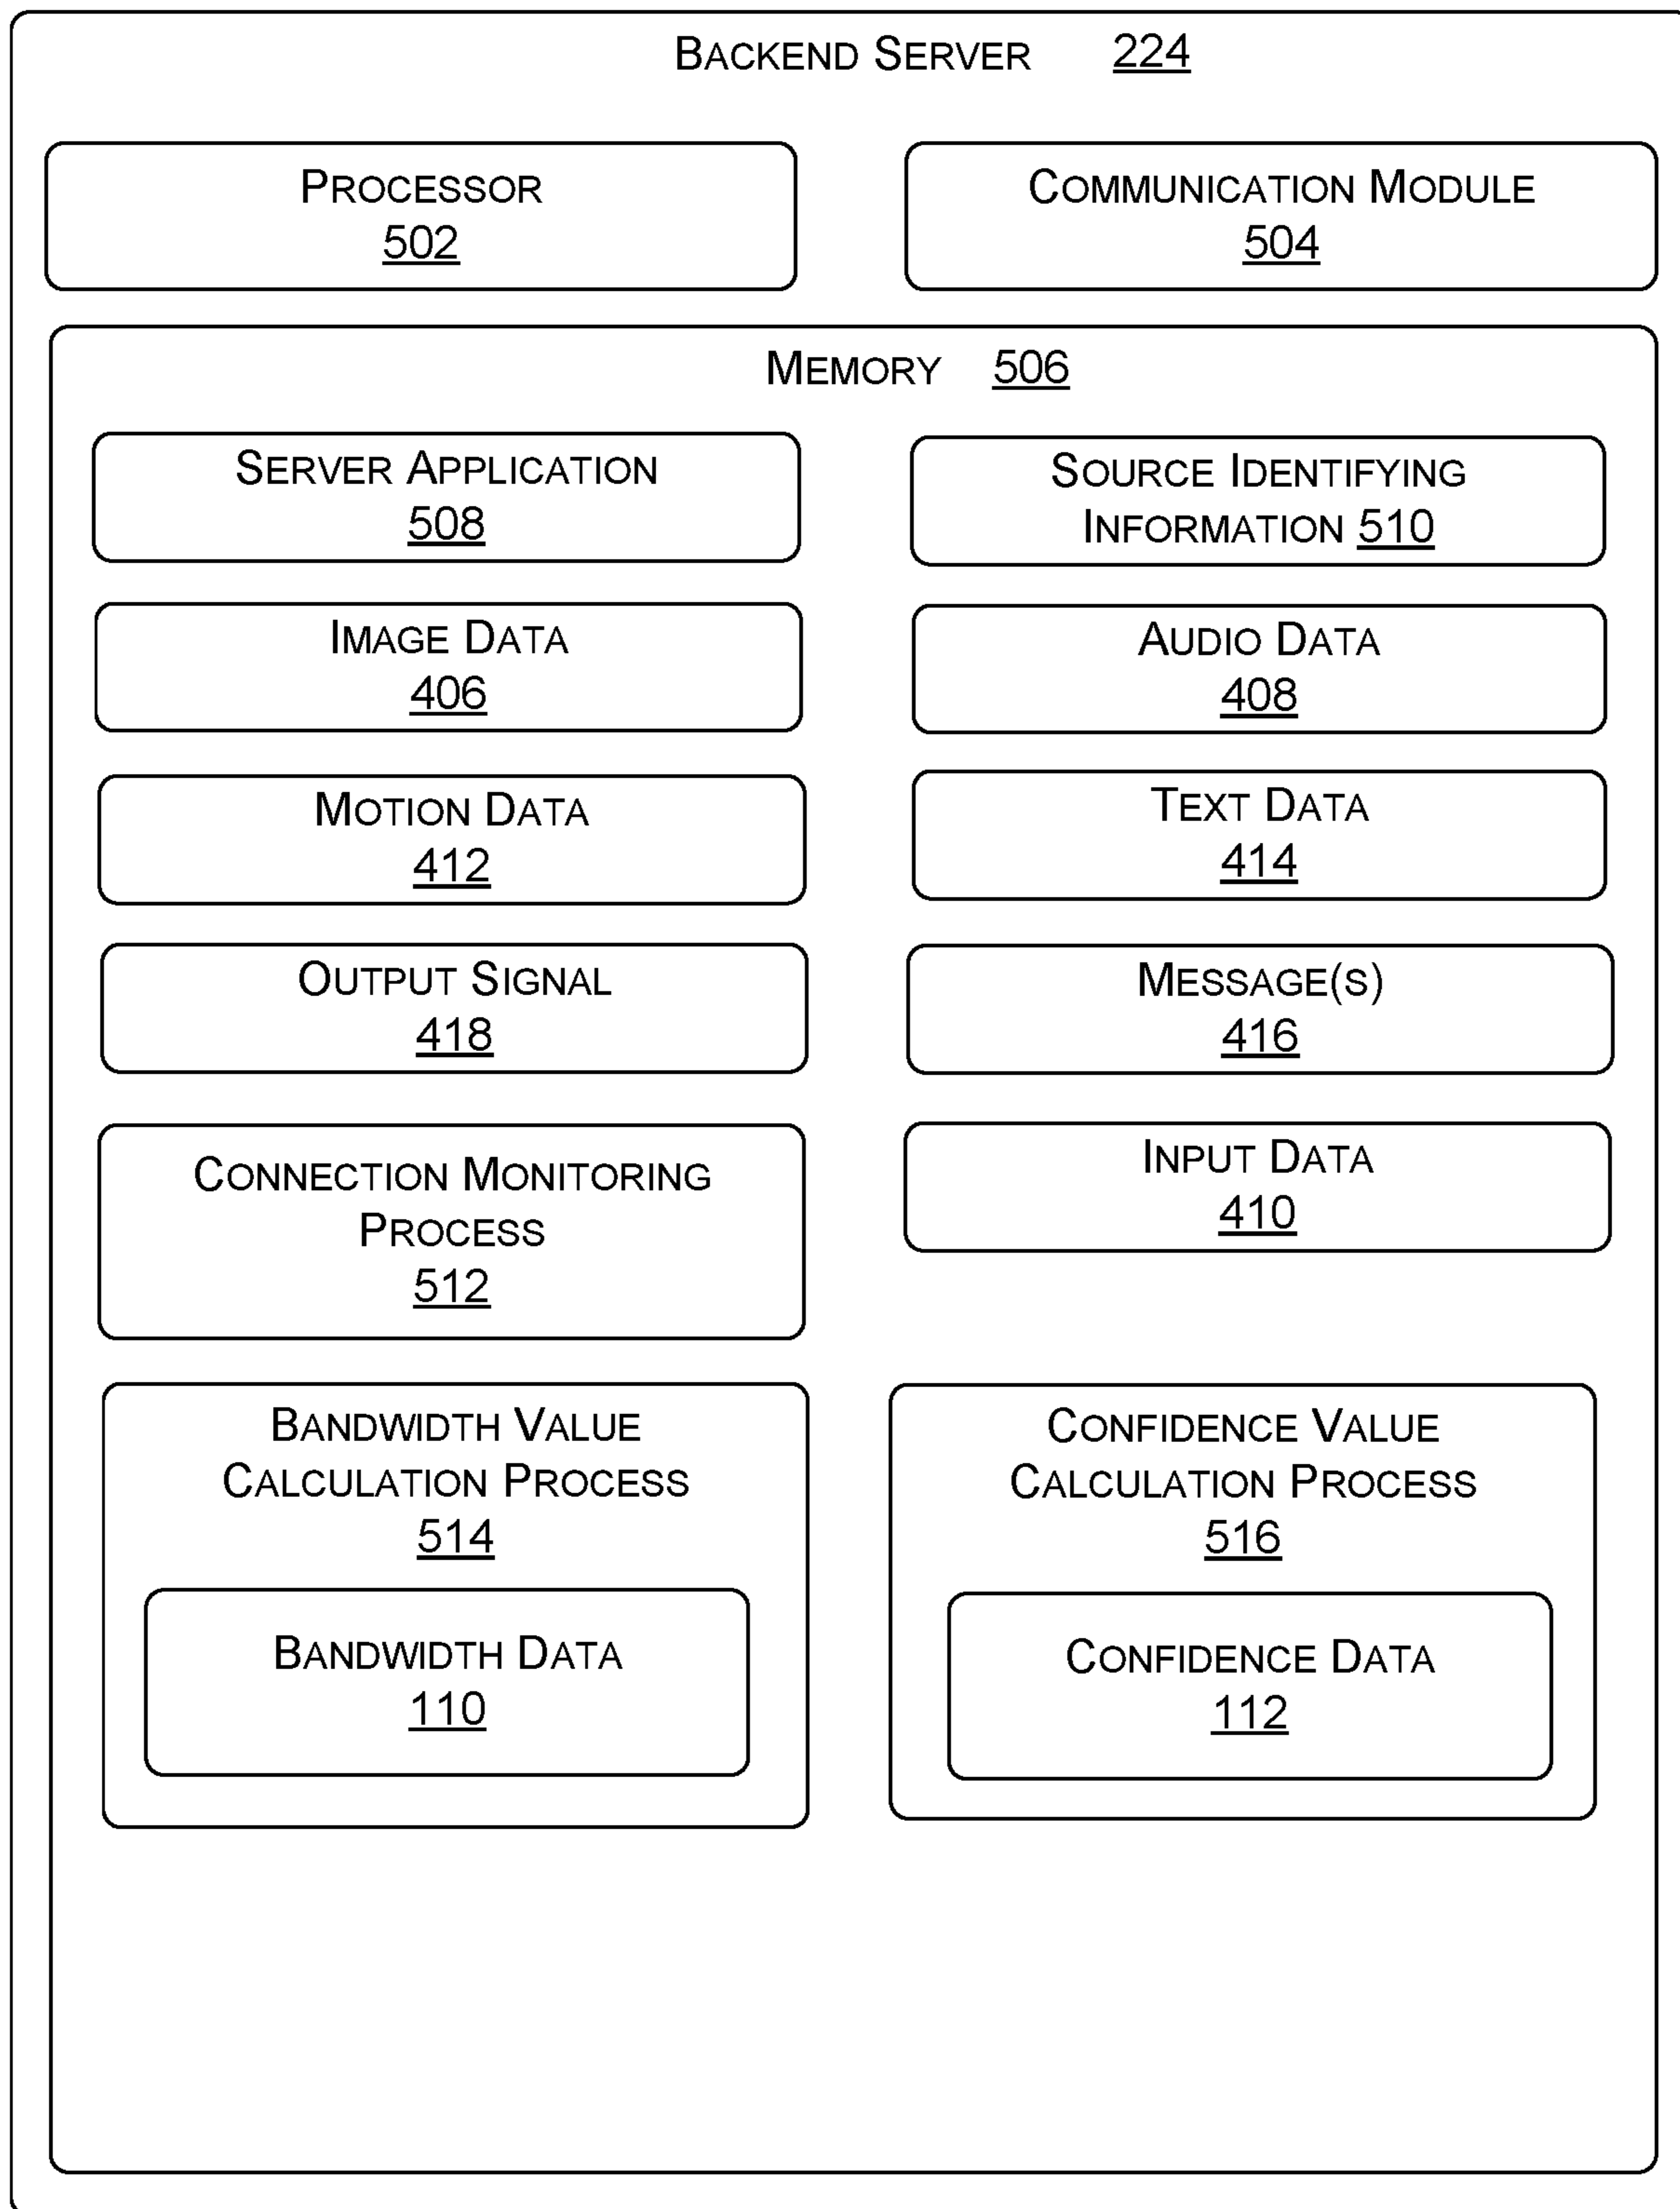 BACKEND SERVER 224
PROCESSOR
502
COMMUNICATION MODULE
504
MEMORY 506
SERVER APPLICATION
508
SOURCE IDENTIFYING
INFORMATION 510
IMAGE DATA
406
AUDIO DATA
408
MOTION DATA
412
TEXT DATA
414
OUTPUT SIGNAL
418
MESSAGE(S)
416
CONNECTION MONITORING
PROCESS
512
INPUT DATA
410
BANDWIDTH VALUE
CALCULATION PROCESS
514
BANDWIDTH DATA
110
CONFIDENCE VALUE
CALCULATION PROCESS
516
CONFIDENCE DATA
112